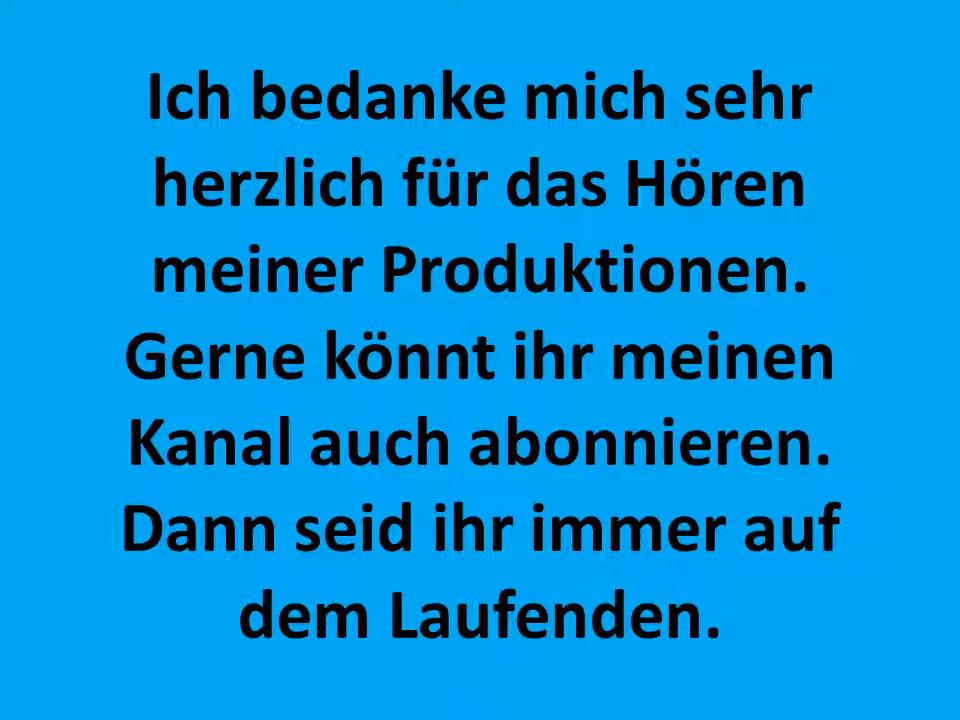 Ich bedanke mich sehr
herzlich für das Hören
meiner Produktionen.
Gerne könnt ihr meinen
Kanal auch abonnieren.
Dann seid ihr immer auf
dem Laufenden.